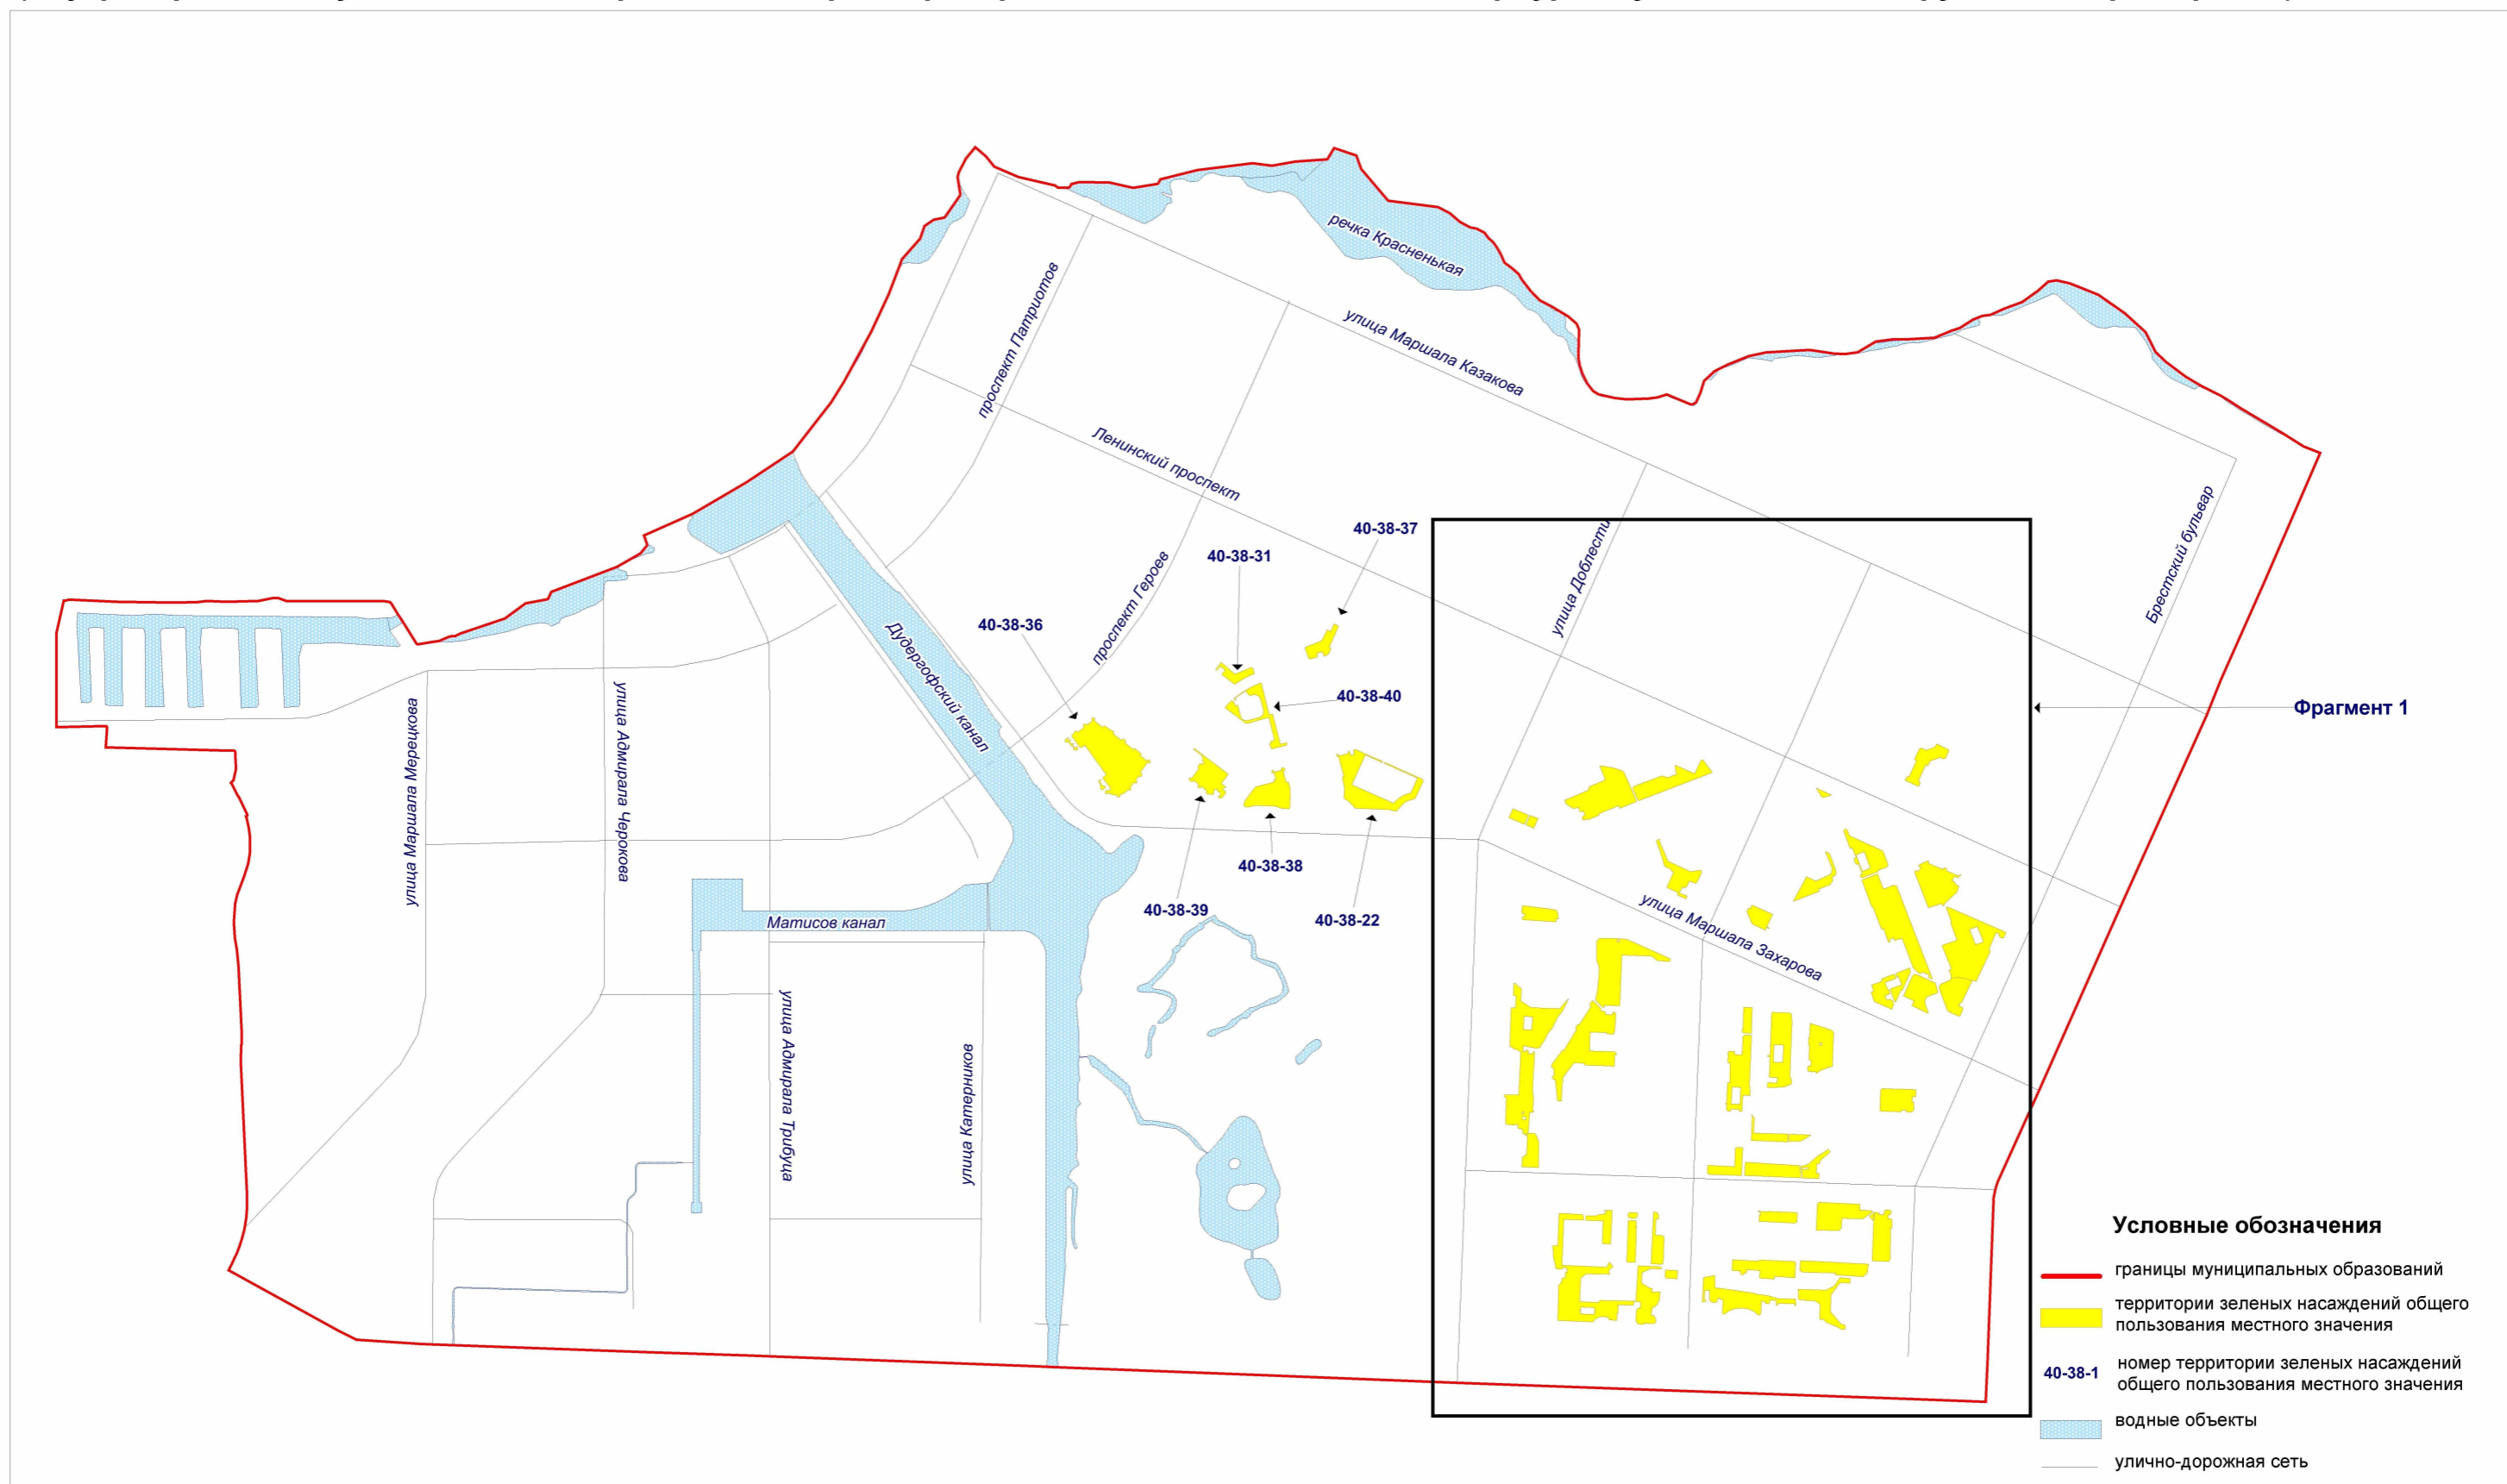 речка Красненькая
проспект Патриотов
улица Маршала Казакова
Ленинский проспект
40-38-37
40-38-31
улица Доблести
Брестский бульвар
40-38-36
проспект Героев
Дудергофский канал
40-38-40
Фрагмент 1
улица Маршала Мерецкова
улица Адмирала Черокова
40-38-38
40-38-39
40-38-22
Матисов канал
улица Маршала Захарова
улица Адмирала Трибуца
улица Катерников
Условные обозначения
границы муниципальных образований
территории зеленых насаждений общего
пользования местного значения
40-38-1
номер территории зеленых насаждений
общего пользования местного значения
водные объекты
улично-дорожная сеть